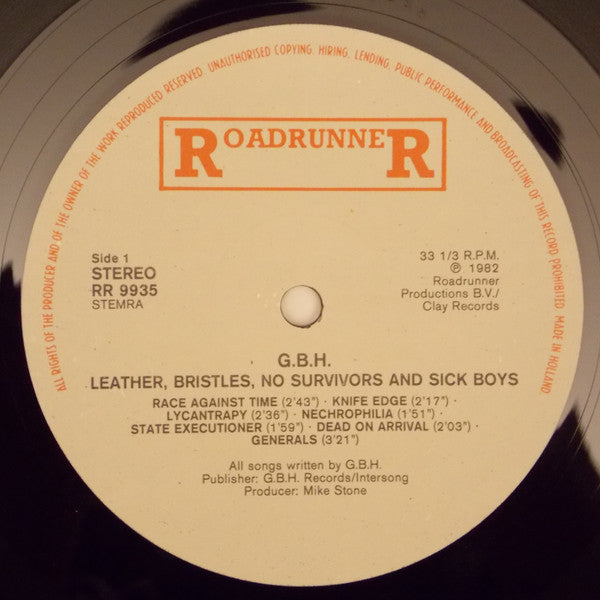 ALL RIGHTS OF THE PRODUCER AND OF THE OWNER OF THE WORK REPRODUCED RESERVED. UNAUTHORISED COPYING, HIRING, LENDING, PUBLIC PERFORMANCE AND BROADCASTING OF THIS RECORD PROHIBITED. MADE IN HOLLAND
ROADRUNNER
Side 1
STEREO
RR 9935
STEMRA
33 1/3 R.P.M.
℗ 1982
Roadrunner
Productions B.V./
Clay Records
G.B.H.
LEATHER, BRISTLES, NO SURVIVORS AND SICK BOYS
RACE AGAINST TIME (2'43") · KNIFE EDGE (2'17") ·
LYCANTRAPY (2'36") · NECHROPHILIA (1'51") ·
STATE EXECUTIONER (1'59") · DEAD ON ARRIVAL (2'03") ·
GENERALS (3'21")
All songs written by G.B.H.
Publisher: G.B.H. Records/Intersong
Producer: Mike Stone